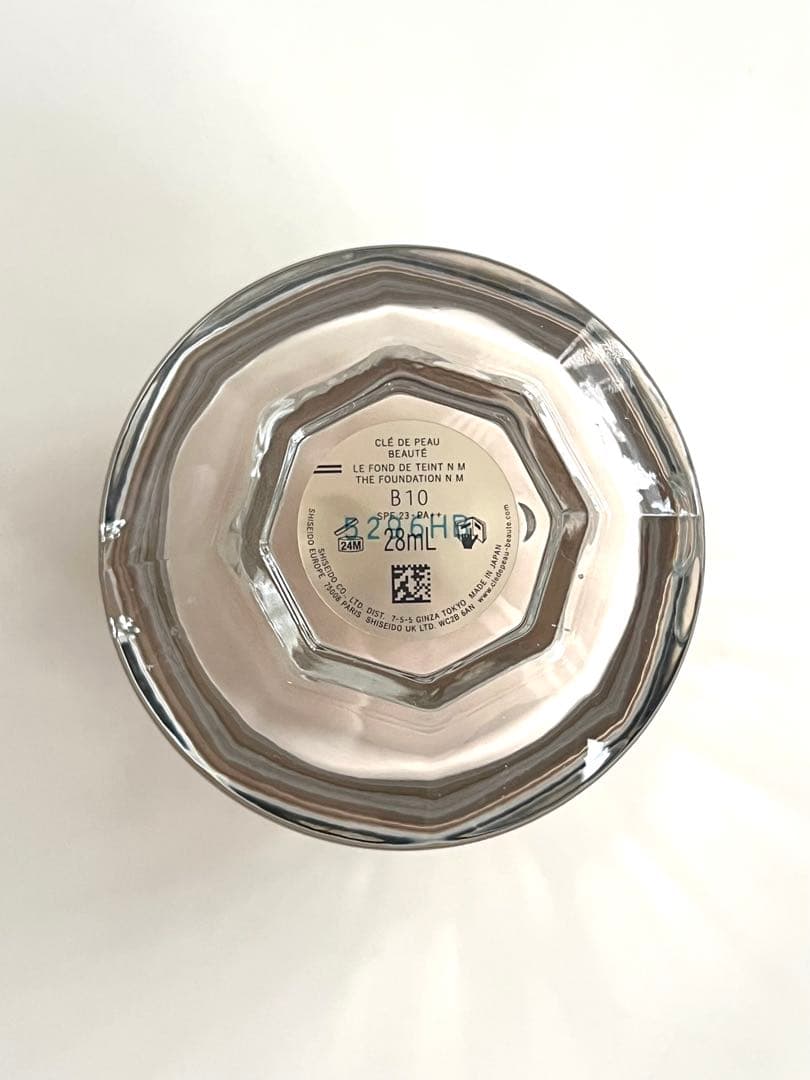 CLÉ DE PEAU
BEAUTÉ
LE FOND DE TEINT N M
THE FOUNDATION N M
B10
SPF 23・PA++
5286HB
24M
28mL
SHISEIDO CO., LTD. DIST. 7-5-5 GINZA TOKYO MADE IN JAPAN
SHISEIDO EUROPE 75008 PARIS SHISEIDO UK LTD. WC2B 6AN www.cledepeau-beaute.com